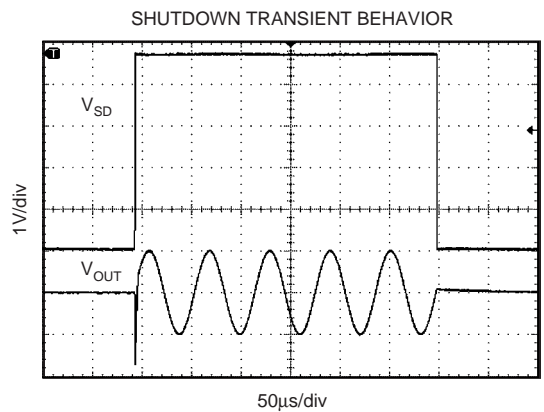 SHUTDOWN TRANSIENT BEHAVIOR
T
V_SD
1V/div
V_OUT
50µs/div